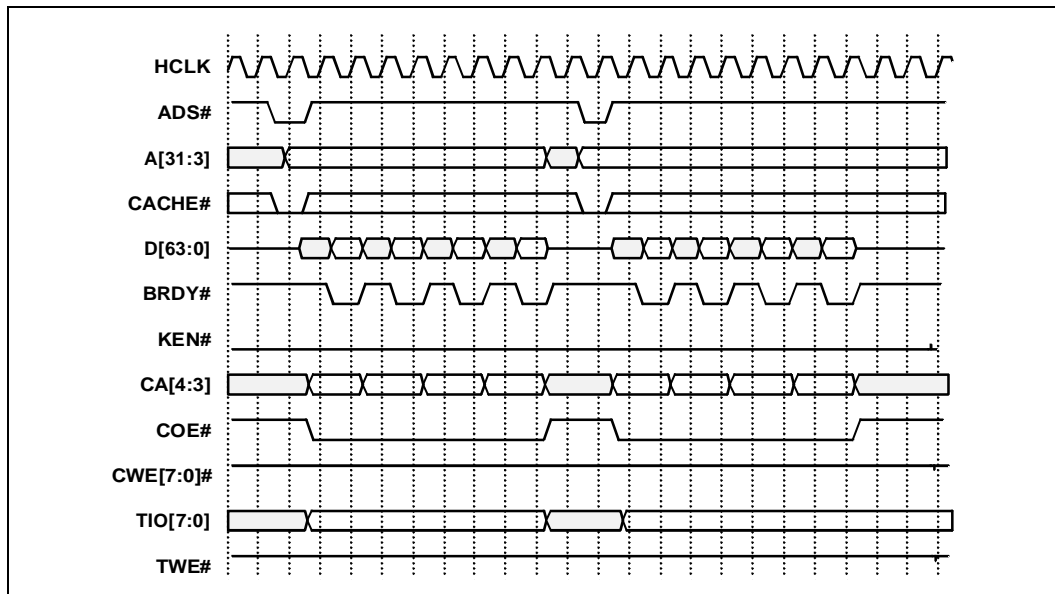 HCLK
ADS#
A[31:3]
CACHE#
D[63:0]
BRDY#
KEN#
CA[4:3]
COE#
CWE[7:0]#
TIO[7:0]
TWE#